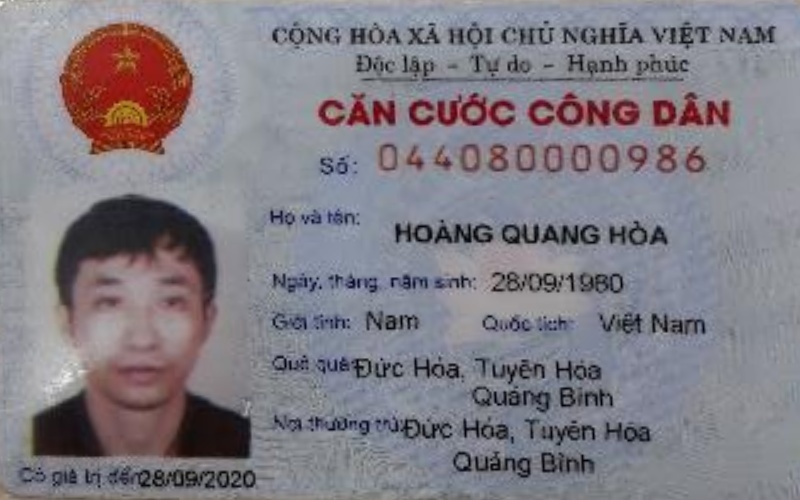 CỘNG HÒA XÃ HỘI CHỦ NGHĨA VIỆT NAM
Độc lập - Tự do - Hạnh phúc
CĂN CƯỚC CÔNG DÂN
Số: 044080000986
Họ và tên: HOÀNG QUANG HÒA
Ngày, tháng, năm sinh: 28/09/1980
Giới tính: Nam Quốc tịch: Việt Nam
Quê quán: Đức Hóa, Tuyên Hóa
Quảng Bình
Nơi thường trú: Đức Hóa, Tuyên Hóa
Quảng Bình
Có giá trị đến: 28/09/2020